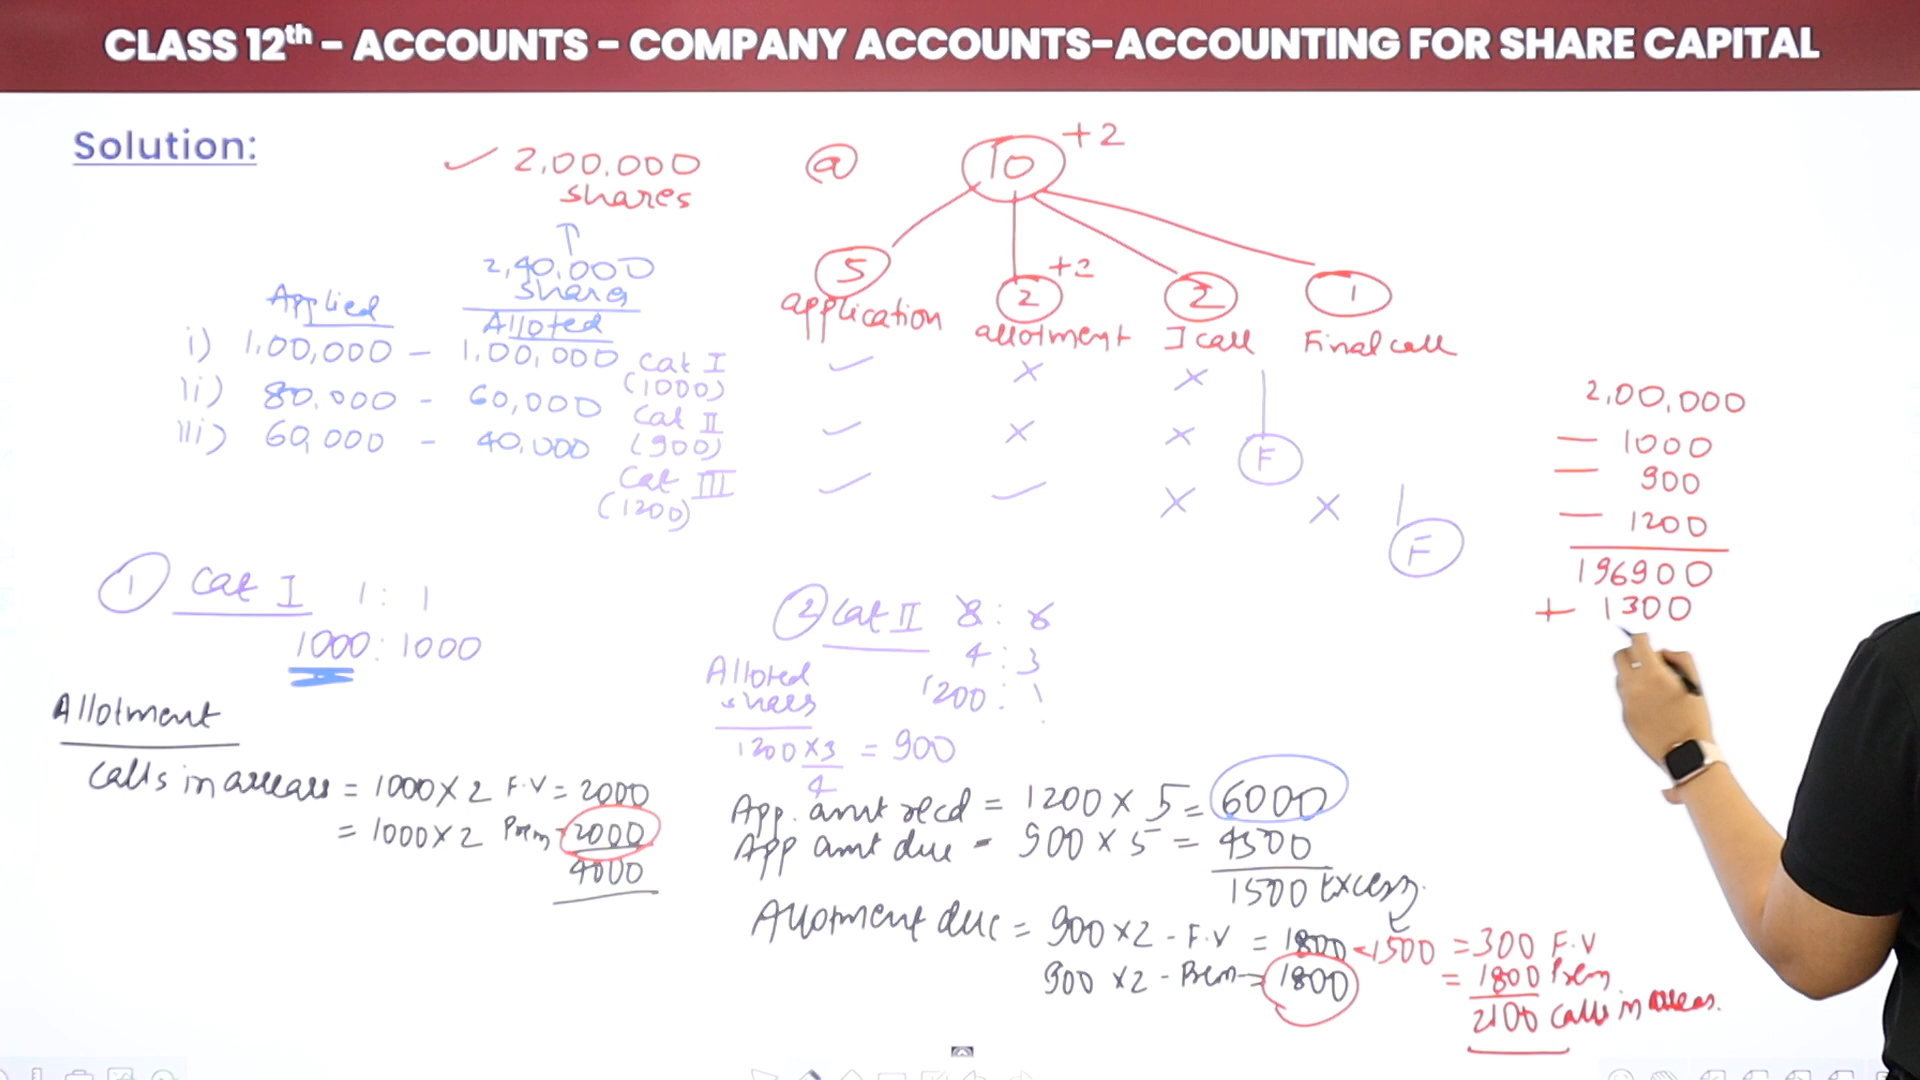 CLASS 12th - ACCOUNTS - COMPANY ACCOUNTS-ACCOUNTING FOR SHARE CAPITAL
Solution:
2,00,000 shares @ 10 +2
2,40,000 shares
Applied Alloted
i) 1,00,000 - 1,00,000 Cat I (1000)
ii) 80,000 - 60,000 Cat II (900)
iii) 60,000 - 40,000 Cat III (1200)
5 application
2 +2 allotment
2 I call
1 Final call
F
F
2,00,000
- 1000
- 900
- 1200
196900
+ 1300
1 Cat I 1 : 1
1000 : 1000
Allotment
Calls in arrears = 1000 × 2 F.V = 2000
= 1000 × 2 Prem 2000
4000
2 Cat II 8 : 6
4 : 3
1200 :
Alloted shares
1200 × 3 = 900
4
App. amt recd = 1200 × 5 = 6000
App amt due - 900 × 5 = 4500
1500 Excess
Allotment due = 900 × 2 - F.V = 1800 - 1500 = 300 F.V
900 × 2 - Prem = 1800 = 1800 Prem
2100 Calls in arrears.